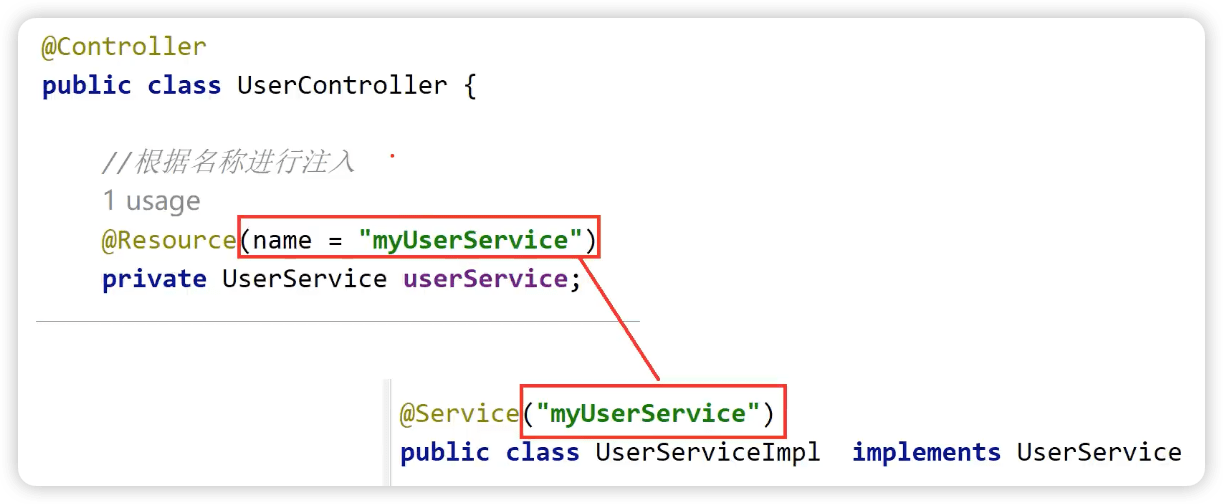 @Controller
public class UserController {
//根据名称进行注入
1 usage
@Resource(name = "myUserService")
private UserService userService;
@Service("myUserService")
public class UserServiceImpl  implements UserService